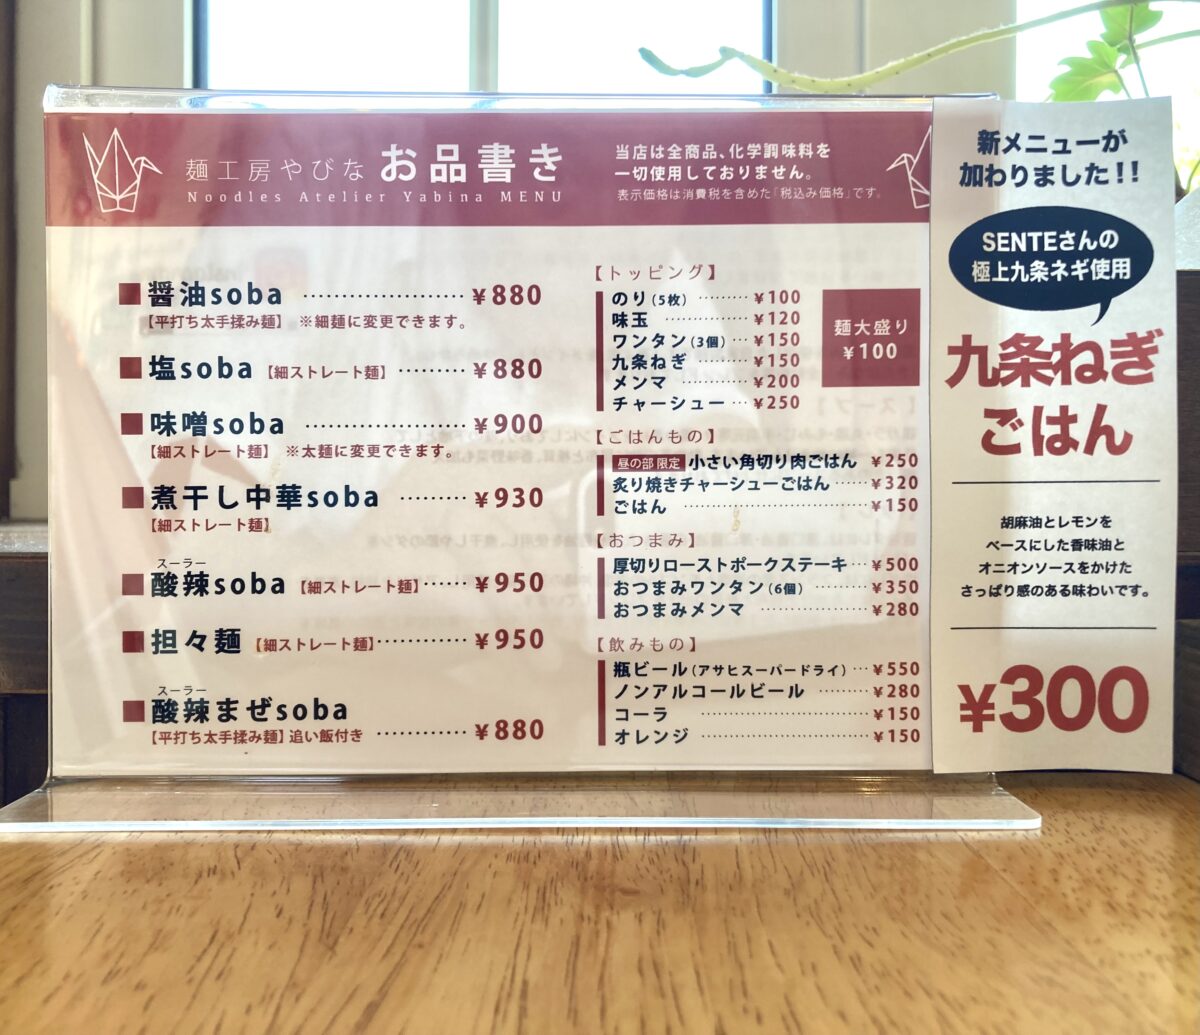 麺工房やびな お品書き
Noodles Atelier Yabina MENU
当店は全商品、化学調味料を
一切使用しておりません。
表示価格は消費税を含めた「税込み価格」です。
醤油soba ………………… ¥880
【平打ち太手揉み麺】 ※細麺に変更できます。
塩soba【細ストレート麺】……… ¥880
味噌soba ………………… ¥900
【細ストレート麺】 ※太麺に変更できます。
煮干し中華soba ……… ¥930
【細ストレート麺】
スーラー
酸辣soba【細ストレート麺】…… ¥950
担々麺【細ストレート麺】………… ¥950
スーラー
酸辣まぜsoba
【平打ち太手揉み麺】追い飯付き ………… ¥880
【トッピング】
のり(5枚) ……… ¥100
味玉 …………… ¥120
ワンタン(3個) … ¥150
九条ねぎ ……… ¥150
メンマ ………… ¥200
チャーシュー … ¥250
麺大盛り
¥100
【ごはんもの】
昼の部 限定 小さい角切り肉ごはん ¥250
炙り焼きチャーシューごはん …… ¥320
ごはん ………………… ¥150
【おつまみ】
厚切りローストポークステーキ … ¥500
おつまみワンタン(6個) ……… ¥350
おつまみメンマ ………… ¥280
【飲みもの】
瓶ビール(アサヒスーパードライ) … ¥550
ノンアルコールビール ……… ¥280
コーラ ………………… ¥150
オレンジ ………………… ¥150
新メニューが
加わりました!!
SENTEさんの
極上九条ネギ使用
九条ねぎ
ごはん
胡麻油とレモンを
ベースにした香味油と
オニオンソースをかけた
さっぱり感のある味わいです。
¥300